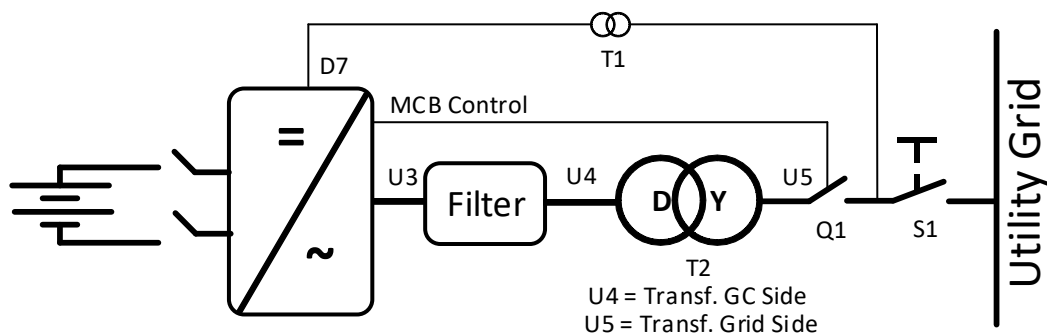 T1
D7
MCB Control
=
~
U3
Filter
U4
D
Y
U5
Q1
S1
T2
U4 = Transf. GC Side
U5 = Transf. Grid Side
Utility Grid